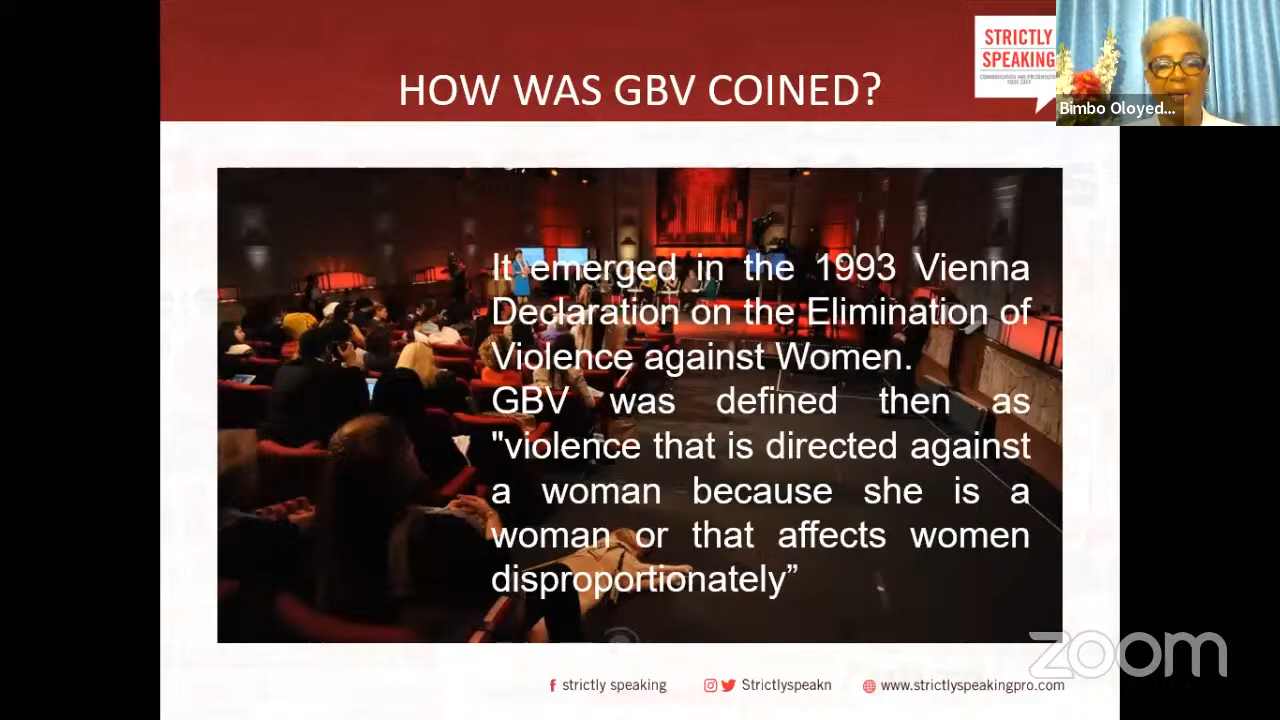 HOW WAS GBV COINED?
STRICTLY
SPEAKING
Bimbo Oloyed...
It emerged in the 1993 Vienna
Declaration on the Elimination of
Violence against Women.
GBV was defined then as
"violence that is directed against
a woman because she is a
woman or that affects women
disproportionately”
zoom
f strictly speaking
Strictlyspeakn
www.strictlyspeakingpro.com